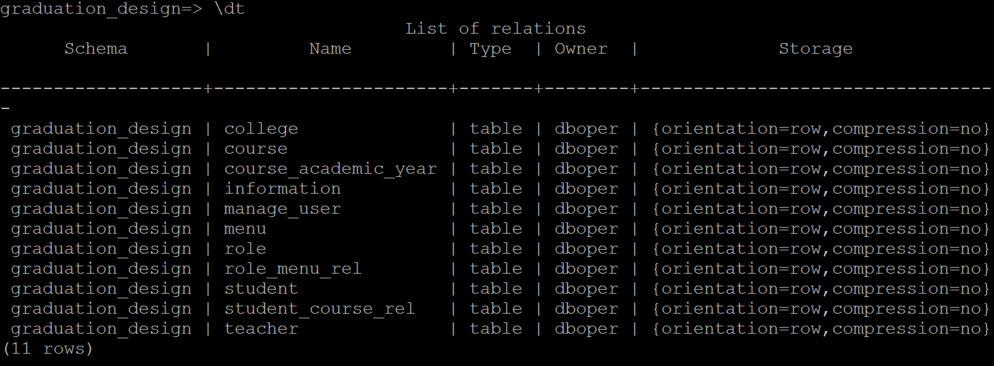 graduation_design=> \dt
                                      List of relations
      Schema       |         Name         | Type  | Owner  |             Storage
-------------------+----------------------+-------+--------+---------------------------------
-
 graduation_design | college              | table | dboper | {orientation=row,compression=no}
 graduation_design | course               | table | dboper | {orientation=row,compression=no}
 graduation_design | course_academic_year | table | dboper | {orientation=row,compression=no}
 graduation_design | information          | table | dboper | {orientation=row,compression=no}
 graduation_design | manage_user          | table | dboper | {orientation=row,compression=no}
 graduation_design | menu                 | table | dboper | {orientation=row,compression=no}
 graduation_design | role                 | table | dboper | {orientation=row,compression=no}
 graduation_design | role_menu_rel        | table | dboper | {orientation=row,compression=no}
 graduation_design | student              | table | dboper | {orientation=row,compression=no}
 graduation_design | student_course_rel   | table | dboper | {orientation=row,compression=no}
 graduation_design | teacher              | table | dboper | {orientation=row,compression=no}
(11 rows)